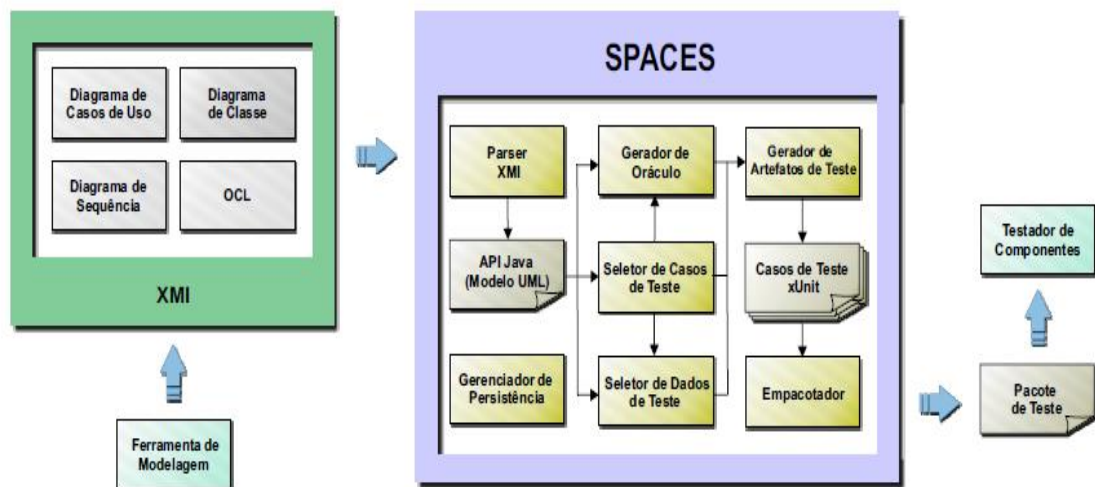 Diagrama de
Casos de Uso
Diagrama
de Classe
Diagrama de
Sequência
OCL
XMI
Ferramenta de
Modelagem
SPACES
Parser
XMI
Gerador de
Oráculo
Gerador de
Artefatos de Teste
API Java
(Modelo UML)
Seletor de Casos
de Teste
Casos de Teste
xUnit
Gerenciador de
Persistência
Seletor de Dados
de Teste
Empacotador
Testador de
Componentes
Pacote
de Teste